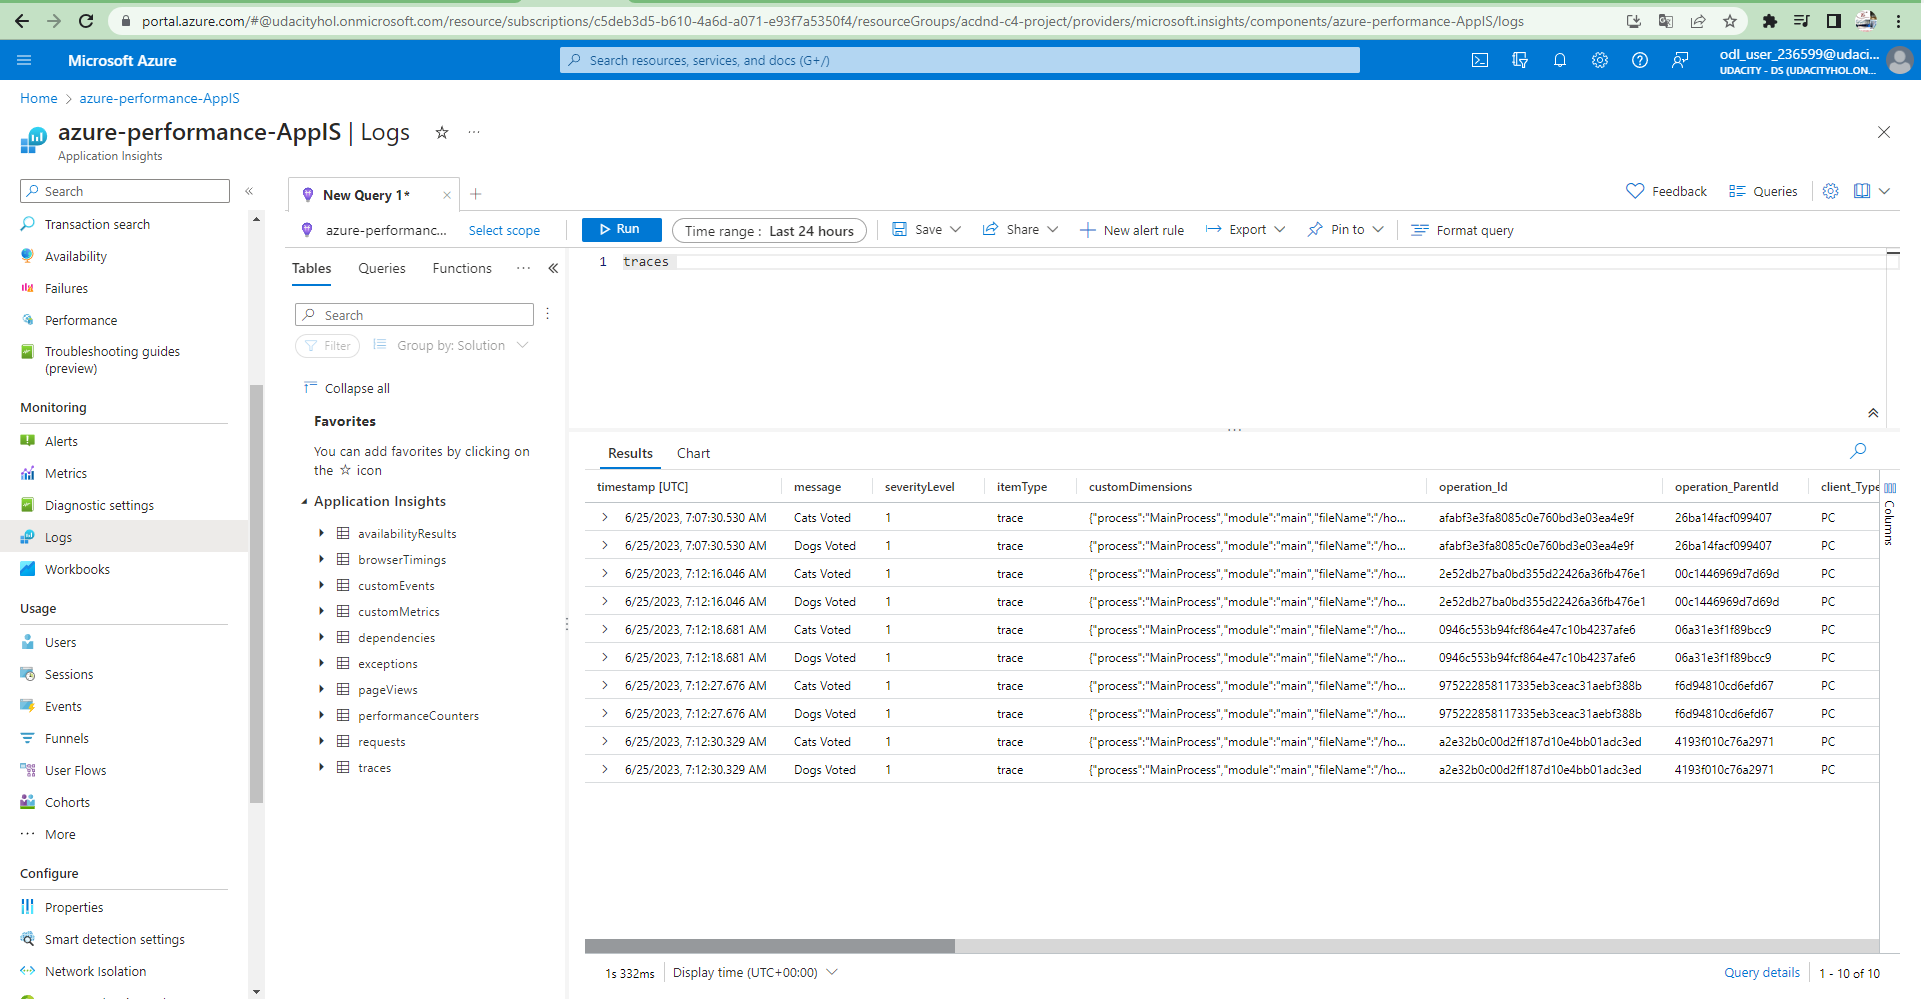 portal.azure.com/#@udacityhol.onmicrosoft.com/resource/subscriptions/c5deb3d5-b610-4a6d-a071-e93f7a5350f4/resourceGroups/acdnd-c4-project/providers/microsoft.insights/components/azure-performance-AppIS/logs
Microsoft Azure
Search resources, services, and docs (G+/)
odl_user_236599@udaci...
UDACITY - DS (UDACITYHOL.ON...
Home > azure-performance-AppIS
azure-performance-AppIS | Logs
Application Insights
Search
Transaction search
Availability
Failures
Performance
Troubleshooting guides
(preview)
Monitoring
Alerts
Metrics
Diagnostic settings
Logs
Workbooks
Usage
Users
Sessions
Events
Funnels
User Flows
Cohorts
More
Configure
Properties
Smart detection settings
Network Isolation
New Query 1*
Feedback
Queries
azure-performanc...
Select scope
Run
Time range : Last 24 hours
Save
Share
New alert rule
Export
Pin to
Format query
Tables
Queries
Functions
Search
Filter
Group by: Solution
Collapse all
Favorites
You can add favorites by clicking on
the ☆ icon
Application Insights
availabilityResults
browserTimings
customEvents
customMetrics
dependencies
exceptions
pageViews
performanceCounters
requests
traces
1 traces
Results
Chart
timestamp [UTC] message severityLevel itemType customDimensions operation_Id operation_ParentId client_Type
6/25/2023, 7:07:30.530 AM Cats Voted 1 trace {"process":"MainProcess","module":"main","fileName":"/ho... afabf3e3fa8085c0e760bd3e03ea4e9f 26ba14facf099407 PC
6/25/2023, 7:07:30.530 AM Dogs Voted 1 trace {"process":"MainProcess","module":"main","fileName":"/ho... afabf3e3fa8085c0e760bd3e03ea4e9f 26ba14facf099407 PC
6/25/2023, 7:12:16.046 AM Cats Voted 1 trace {"process":"MainProcess","module":"main","fileName":"/ho... 2e52db27ba0bd355d22426a36fb476e1 00c1446969d7d69d PC
6/25/2023, 7:12:16.046 AM Dogs Voted 1 trace {"process":"MainProcess","module":"main","fileName":"/ho... 2e52db27ba0bd355d22426a36fb476e1 00c1446969d7d69d PC
6/25/2023, 7:12:18.681 AM Cats Voted 1 trace {"process":"MainProcess","module":"main","fileName":"/ho... 0946c553b94fcf864e47c10b4237afe6 06a31e3f1f89bcc9 PC
6/25/2023, 7:12:18.681 AM Dogs Voted 1 trace {"process":"MainProcess","module":"main","fileName":"/ho... 0946c553b94fcf864e47c10b4237afe6 06a31e3f1f89bcc9 PC
6/25/2023, 7:12:27.676 AM Cats Voted 1 trace {"process":"MainProcess","module":"main","fileName":"/ho... 975222858117335eb3ceac31aebf388b f6d94810cd6efd67 PC
6/25/2023, 7:12:27.676 AM Dogs Voted 1 trace {"process":"MainProcess","module":"main","fileName":"/ho... 975222858117335eb3ceac31aebf388b f6d94810cd6efd67 PC
6/25/2023, 7:12:30.329 AM Cats Voted 1 trace {"process":"MainProcess","module":"main","fileName":"/ho... a2e32b0c00d2ff187d10e4bb01adc3ed 4193f010c76a2971 PC
6/25/2023, 7:12:30.329 AM Dogs Voted 1 trace {"process":"MainProcess","module":"main","fileName":"/ho... a2e32b0c00d2ff187d10e4bb01adc3ed 4193f010c76a2971 PC
Columns
1s 332ms
Display time (UTC+00:00)
Query details
1 - 10 of 10